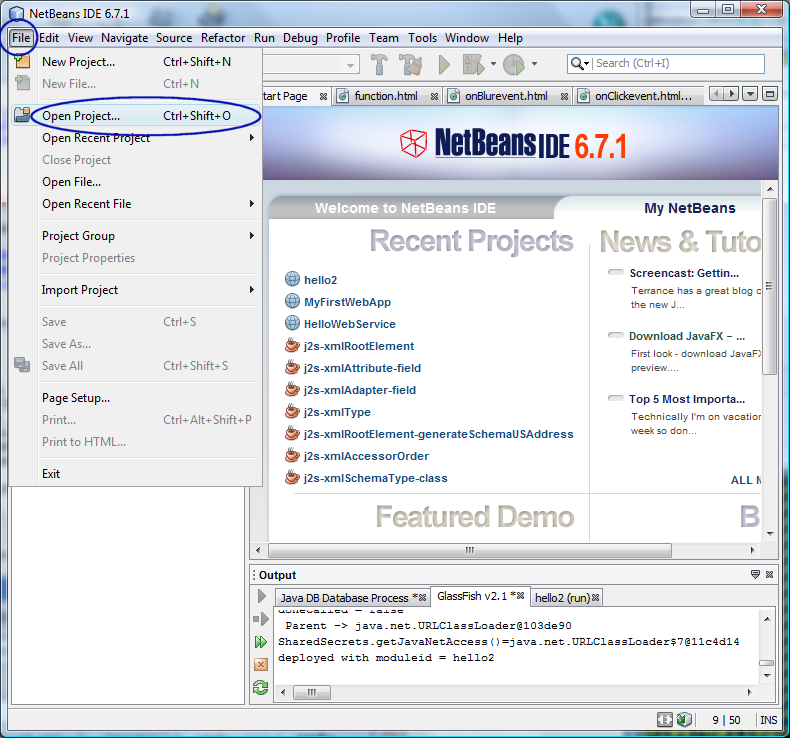 NetBeans IDE 6.7.1
File Edit View Navigate Source Refactor Run Debug Profile Team Tools Window Help
New Project... Ctrl+Shift+N
New File... Ctrl+N
Open Project... Ctrl+Shift+O
Open Recent Project
Close Project
Open File...
Open Recent File
Project Group
Project Properties
Import Project
Save Ctrl+S
Save As...
Save All Ctrl+Shift+S
Page Setup...
Print... Ctrl+Alt+Shift+P
Print to HTML...
Exit
Search (Ctrl+I)
tart Page function.html onBlurevent.html onClickevent.html...
NetBeans IDE 6.7.1
Welcome to NetBeans IDE My NetBeans
Recent Projects
hello2
MyFirstWebApp
HelloWebService
j2s-xmlRootElement
j2s-xmlAttribute-field
j2s-xmlAdapter-field
j2s-xmlType
j2s-xmlRootElement-generateSchemaUSAddress
j2s-xmlAccessorOrder
j2s-xmlSchemaType-class
Featured Demo
News & Tuto
Screencast: Gettin...
Terrance has a great blog
the new J...
Download JavaFX – ...
First look - download JavaFX
preview....
Top 5 Most Importa...
Technically I'm on vacation
week so don...
ALL
B
Output
Java DB Database Process * GlassFish v2.1 * hello2 (run)
doneCalled = false
Parent -> java.net.URLClassLoader@103de90
SharedSecrets.getJavaNetAccess()=java.net.URLClassLoader$7@11c4d14
deployed with moduleid = hello2
9 | 50 INS